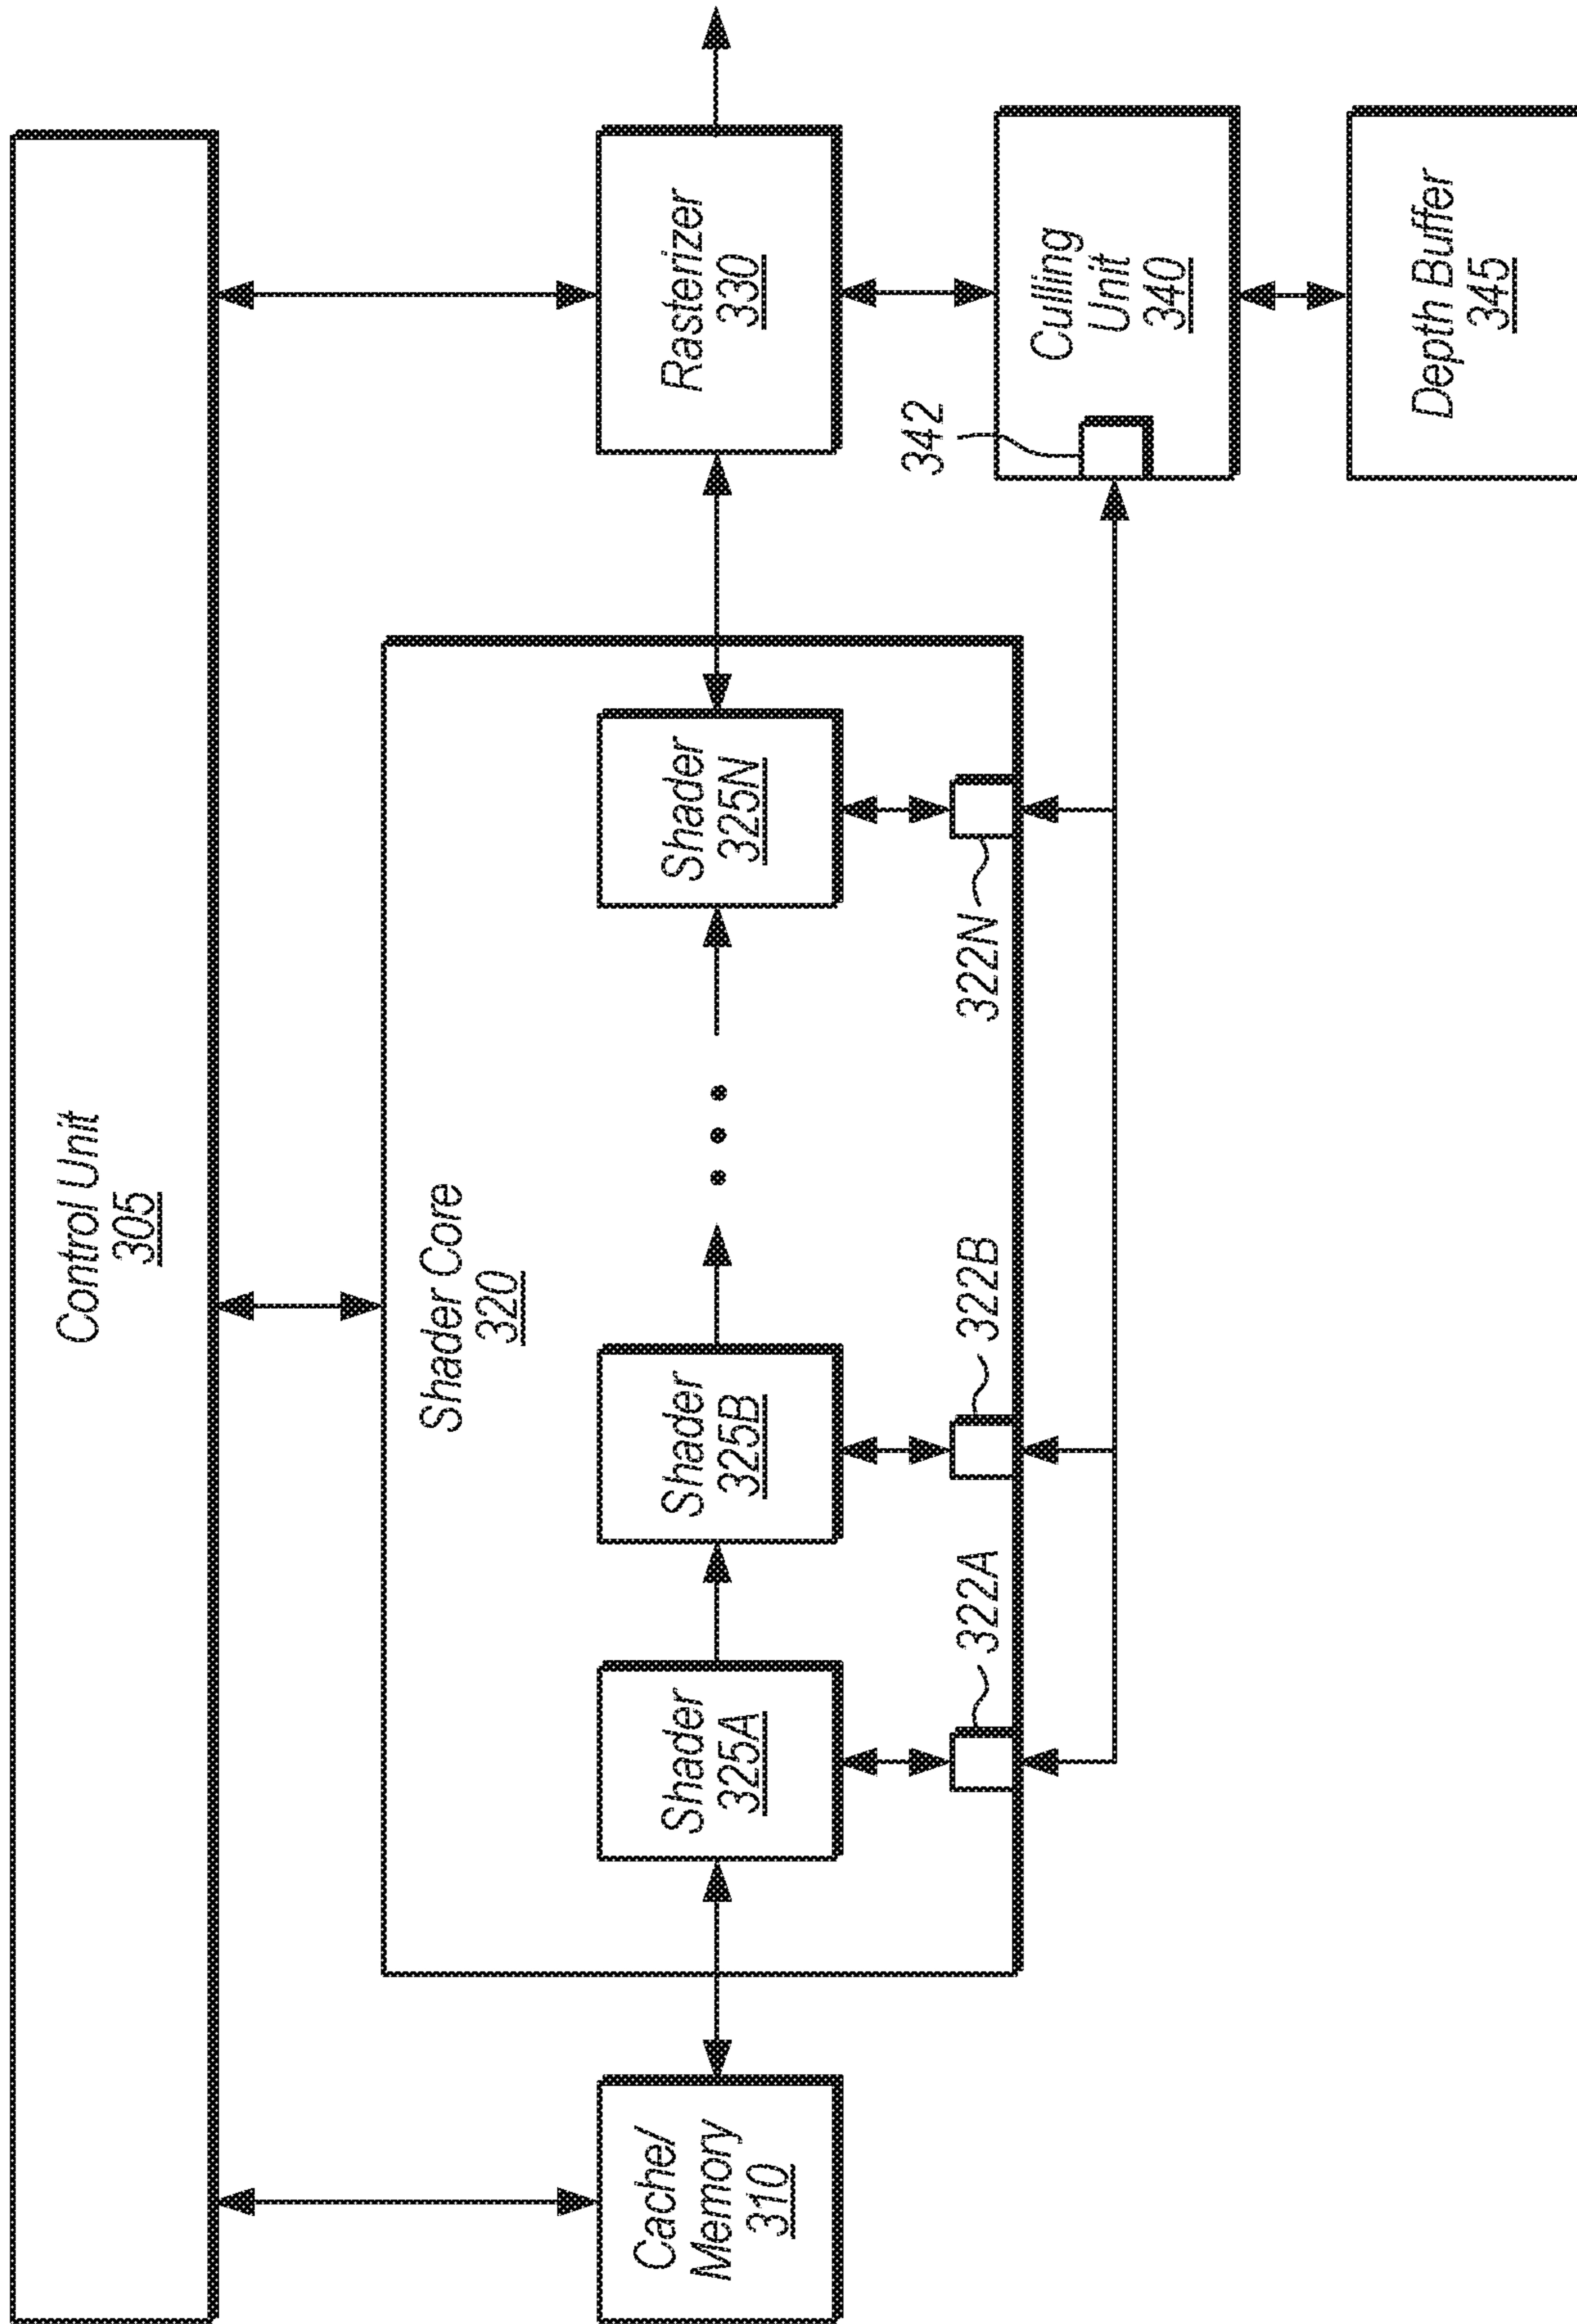 Control Unit
305
Shader Core
320
Cache/
Memory
310
Shader
325A
Shader
325B
Shader
325N
Rasterizer
330
322A
322B
322N
342
Culling
Unit
340
Depth Buffer
345